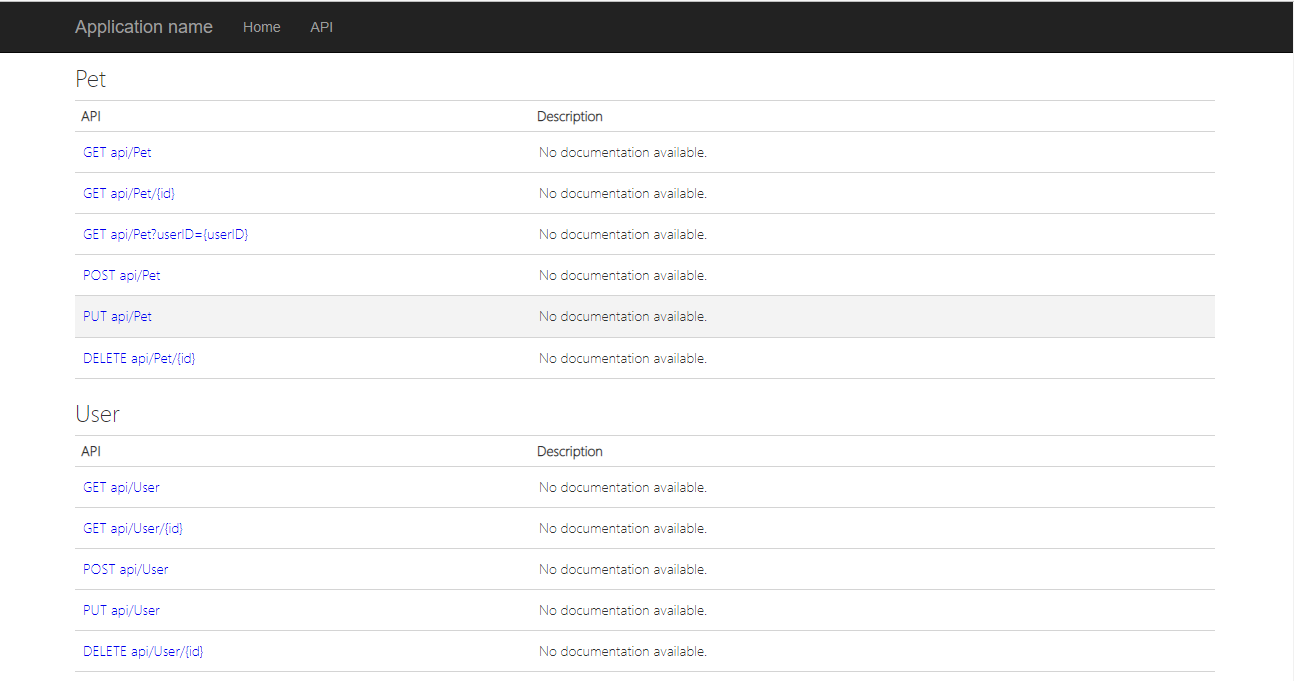 Application name Home API
Pet
API Description
GET api/Pet No documentation available.
GET api/Pet/{id} No documentation available.
GET api/Pet?userID={userID} No documentation available.
POST api/Pet No documentation available.
PUT api/Pet No documentation available.
DELETE api/Pet/{id} No documentation available.
User
API Description
GET api/User No documentation available.
GET api/User/{id} No documentation available.
POST api/User No documentation available.
PUT api/User No documentation available.
DELETE api/User/{id} No documentation available.